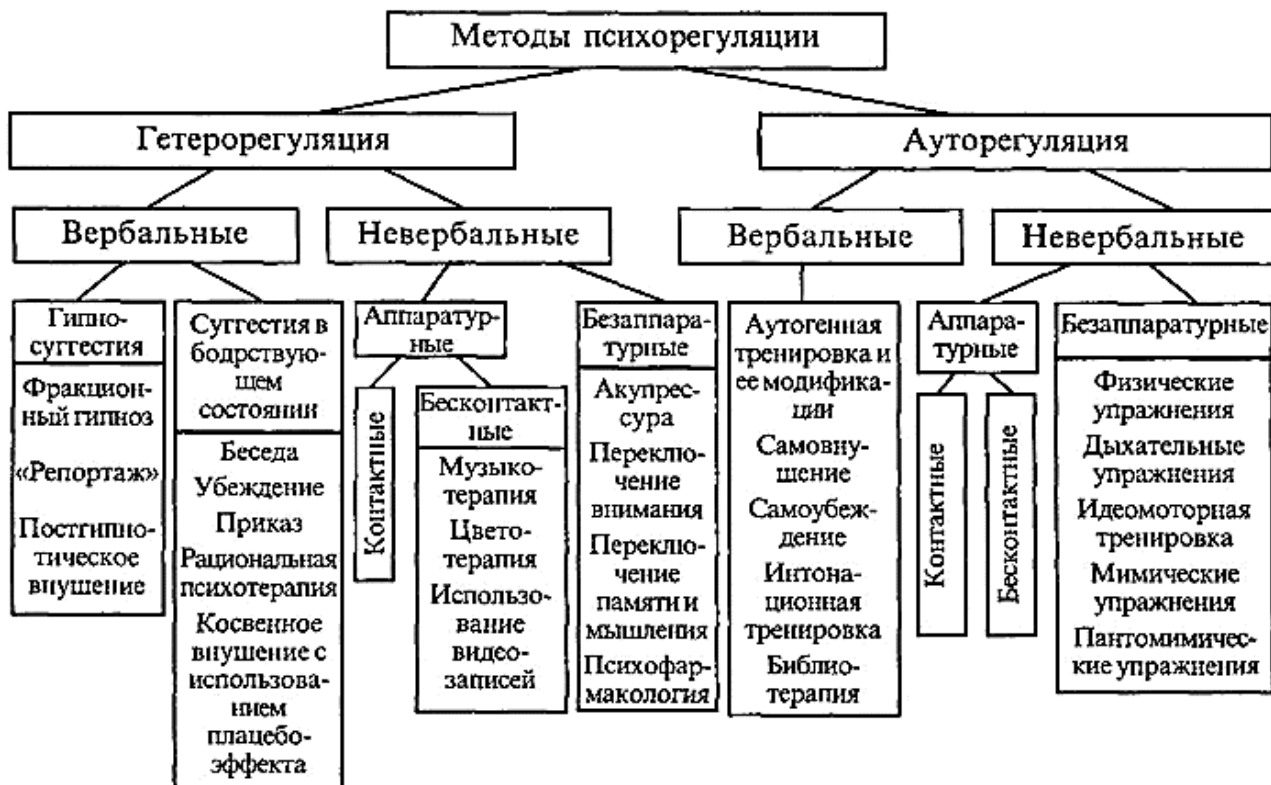 Методы психорегуляции
Гетерорегуляция
Ауторегуляция
Вербальные
Невербальные
Вербальные
Невербальные
Гипно-
суггестия
Фракцион-
ный гипноз
«Репортаж»
Постгипно-
тическое
внушение
Суггестия в
бодрствую-
щем
состоянии
Беседа
Убеждение
Приказ
Рациональная
психотерапия
Косвенное
внушение с
использова-
нием
плацебо-
эффекта
Аппаратур-
ные
Контактные
Бесконтакт-
ные
Музыко-
терапия
Цвето-
терапия
Использо-
вание
видео-
записей
Безаппара-
турные
Акупрес-
сура
Переклю-
чение
внимания
Переклю-
чение
памяти и
мышления
Психофар-
макология
Аутогенная
тренировка и
ее модифика-
ции
Самовну-
шение
Самоубеж-
дение
Интона-
ционная
тренировка
Библио-
терапия
Аппара-
турные
Контактные
Бесконтактные
Безаппаратурные
Физические
упражнения
Дыхательные
упражнения
Идеомоторная
тренировка
Мимические
упражнения
Пантомимичес-
кие упражнения